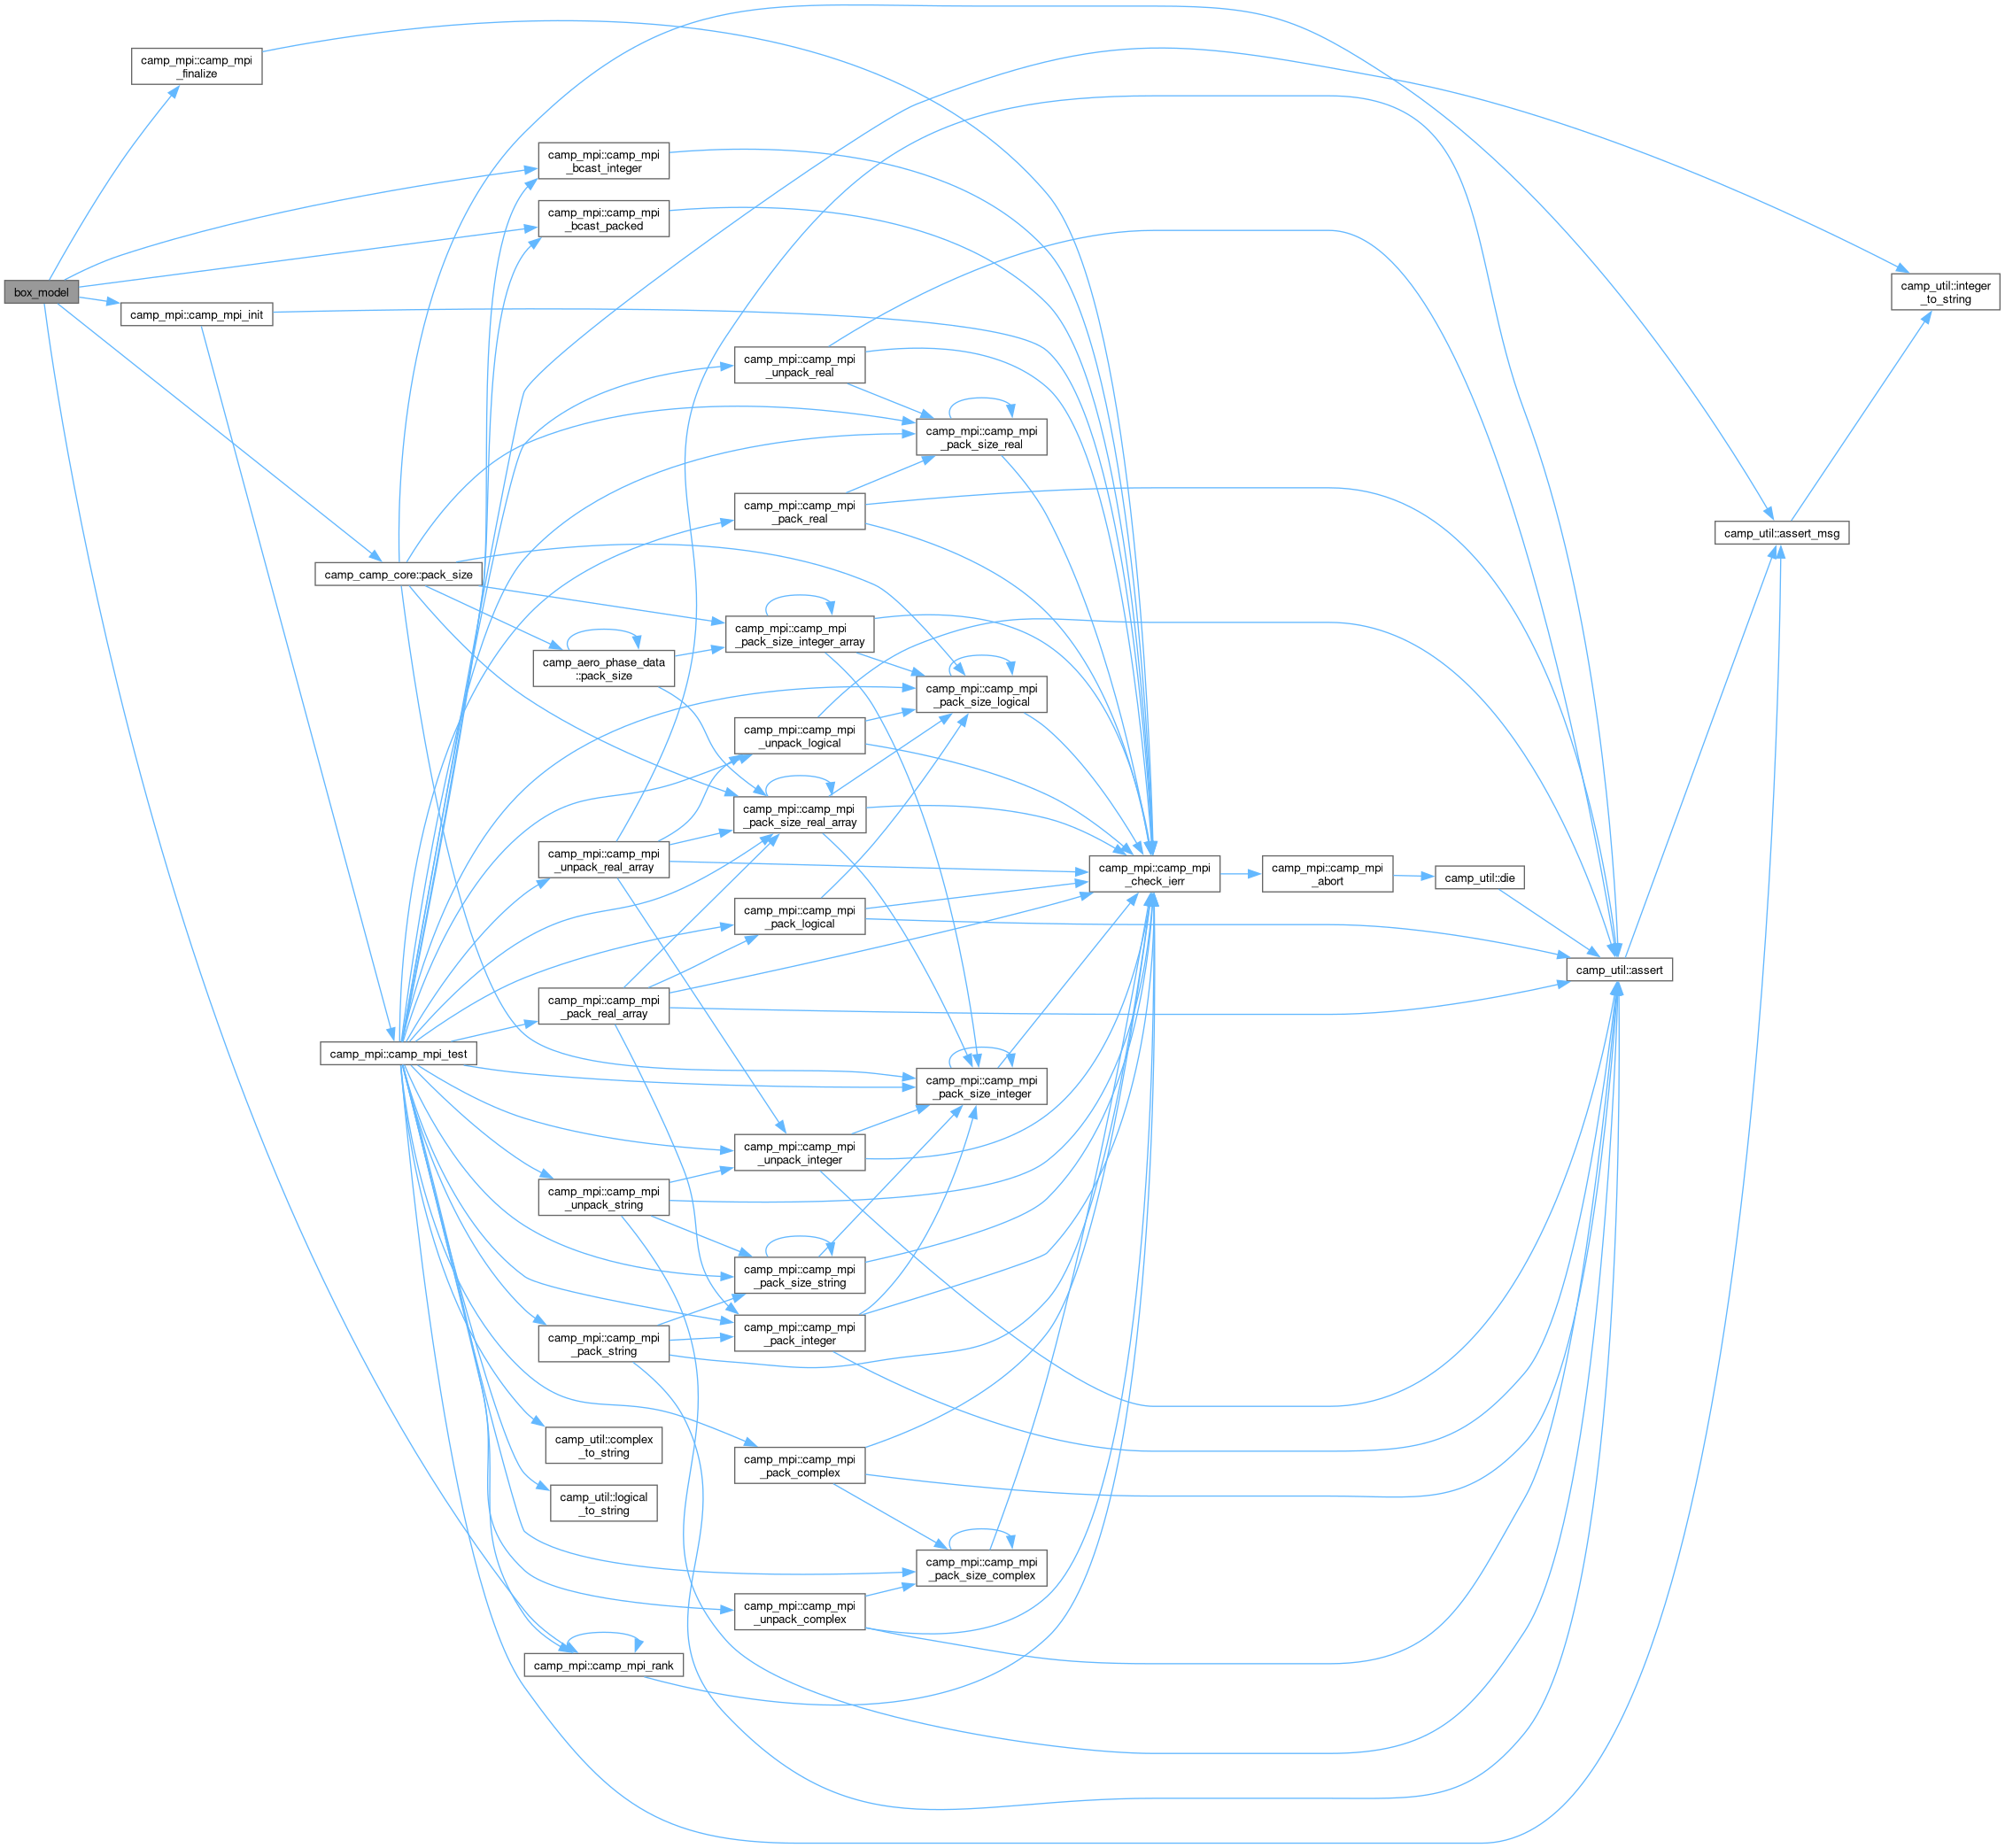 camp_mpi::camp_mpi
_finalize
camp_mpi::camp_mpi
_bcast_integer
camp_mpi::camp_mpi
_bcast_packed
box_model
camp_mpi::camp_mpi_init
camp_util::integer
_to_string
camp_mpi::camp_mpi
_unpack_real
camp_mpi::camp_mpi
_pack_size_real
camp_mpi::camp_mpi
_pack_real
camp_util::assert_msg
camp_camp_core::pack_size
camp_mpi::camp_mpi
_pack_size_integer_array
camp_aero_phase_data
::pack_size
camp_mpi::camp_mpi
_pack_size_logical
camp_mpi::camp_mpi
_unpack_logical
camp_mpi::camp_mpi
_pack_size_real_array
camp_mpi::camp_mpi
_unpack_real_array
camp_mpi::camp_mpi
_check_ierr
camp_mpi::camp_mpi
_abort
camp_util::die
camp_mpi::camp_mpi
_pack_logical
camp_util::assert
camp_mpi::camp_mpi
_pack_real_array
camp_mpi::camp_mpi_test
camp_mpi::camp_mpi
_pack_size_integer
camp_mpi::camp_mpi
_unpack_integer
camp_mpi::camp_mpi
_unpack_string
camp_mpi::camp_mpi
_pack_size_string
camp_mpi::camp_mpi
_pack_integer
camp_mpi::camp_mpi
_pack_string
camp_util::complex
_to_string
camp_mpi::camp_mpi
_pack_complex
camp_util::logical
_to_string
camp_mpi::camp_mpi
_pack_size_complex
camp_mpi::camp_mpi
_unpack_complex
camp_mpi::camp_mpi_rank